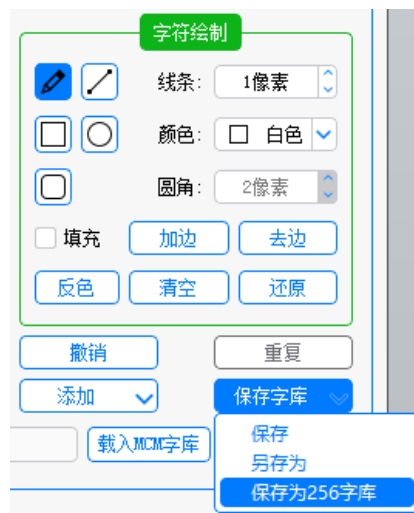 字符绘制
线条: 1像素
颜色: 白色
圆角: 2像素
填充 加边 去边
反色 清空 还原
撤销 重复
添加 保存字库
载入MCM字库 保存
另存为
保存为256字库